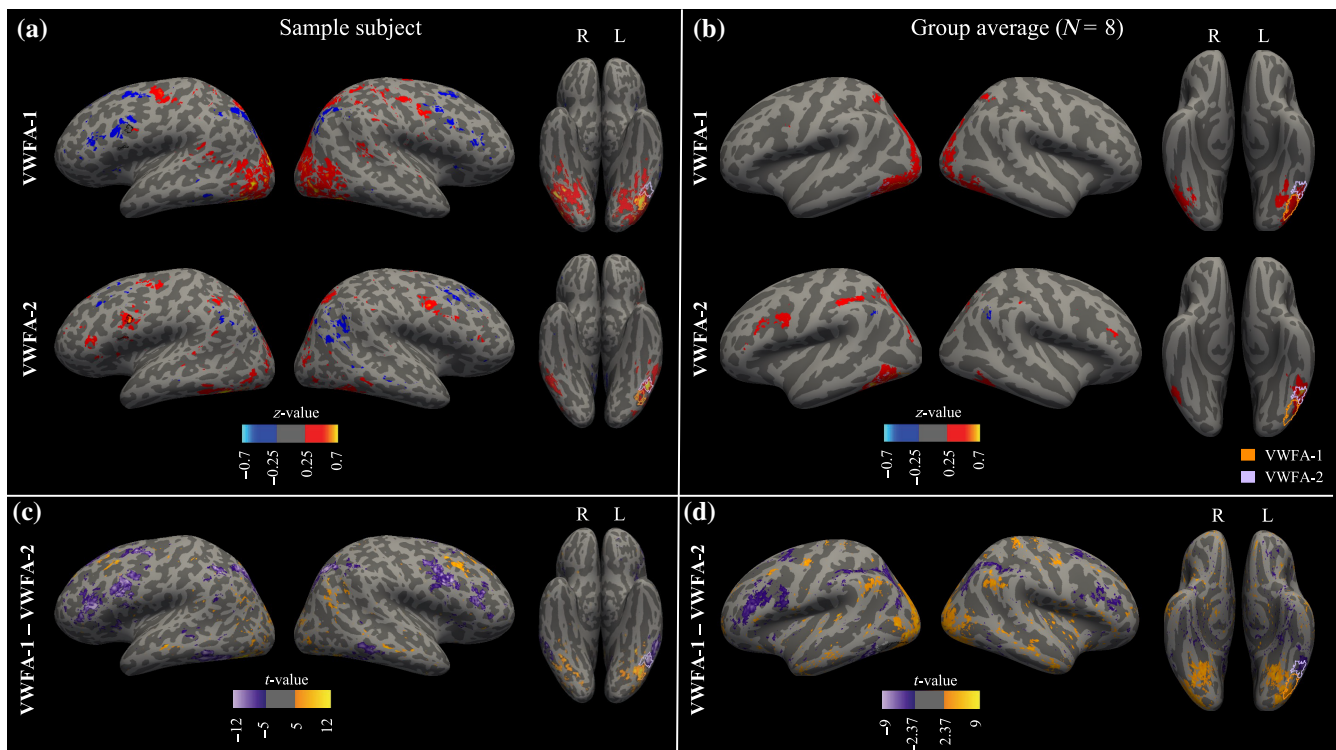 (a) Sample subject
R L
VWFA-1
VWFA-2
z-value
−0.7 −0.25 0.25 0.7
(b) Group average (N = 8)
R L
VWFA-1
VWFA-2
z-value
−0.7 −0.25 0.25 0.7
VWFA-1
VWFA-2
(c)
R L
VWFA-1 – VWFA-2
t-value
−12 −5 5 12
(d)
R L
VWFA-1 – VWFA-2
t-value
−9 −2.37 2.37 9